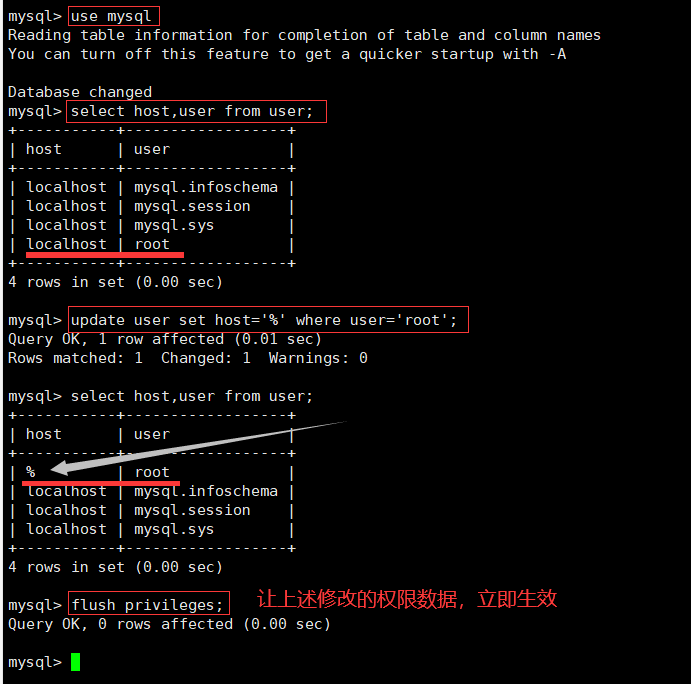 mysql> use mysql
Reading table information for completion of table and column names
You can turn off this feature to get a quicker startup with -A
Database changed
mysql> select host,user from user;
+-----------+------------------+
| host      | user             |
+-----------+------------------+
| localhost | mysql.infoschema |
| localhost | mysql.session    |
| localhost | mysql.sys        |
| localhost | root             |
+-----------+------------------+
4 rows in set (0.00 sec)
mysql> update user set host='%' where user='root';
Query OK, 1 row affected (0.01 sec)
Rows matched: 1  Changed: 1  Warnings: 0
mysql> select host,user from user;
+-----------+------------------+
| host      | user             |
+-----------+------------------+
| %         | root             |
| localhost | mysql.infoschema |
| localhost | mysql.session    |
| localhost | mysql.sys        |
+-----------+------------------+
4 rows in set (0.00 sec)
mysql> flush privileges; 让上述修改的权限数据，立即生效
Query OK, 0 rows affected (0.00 sec)
mysql>